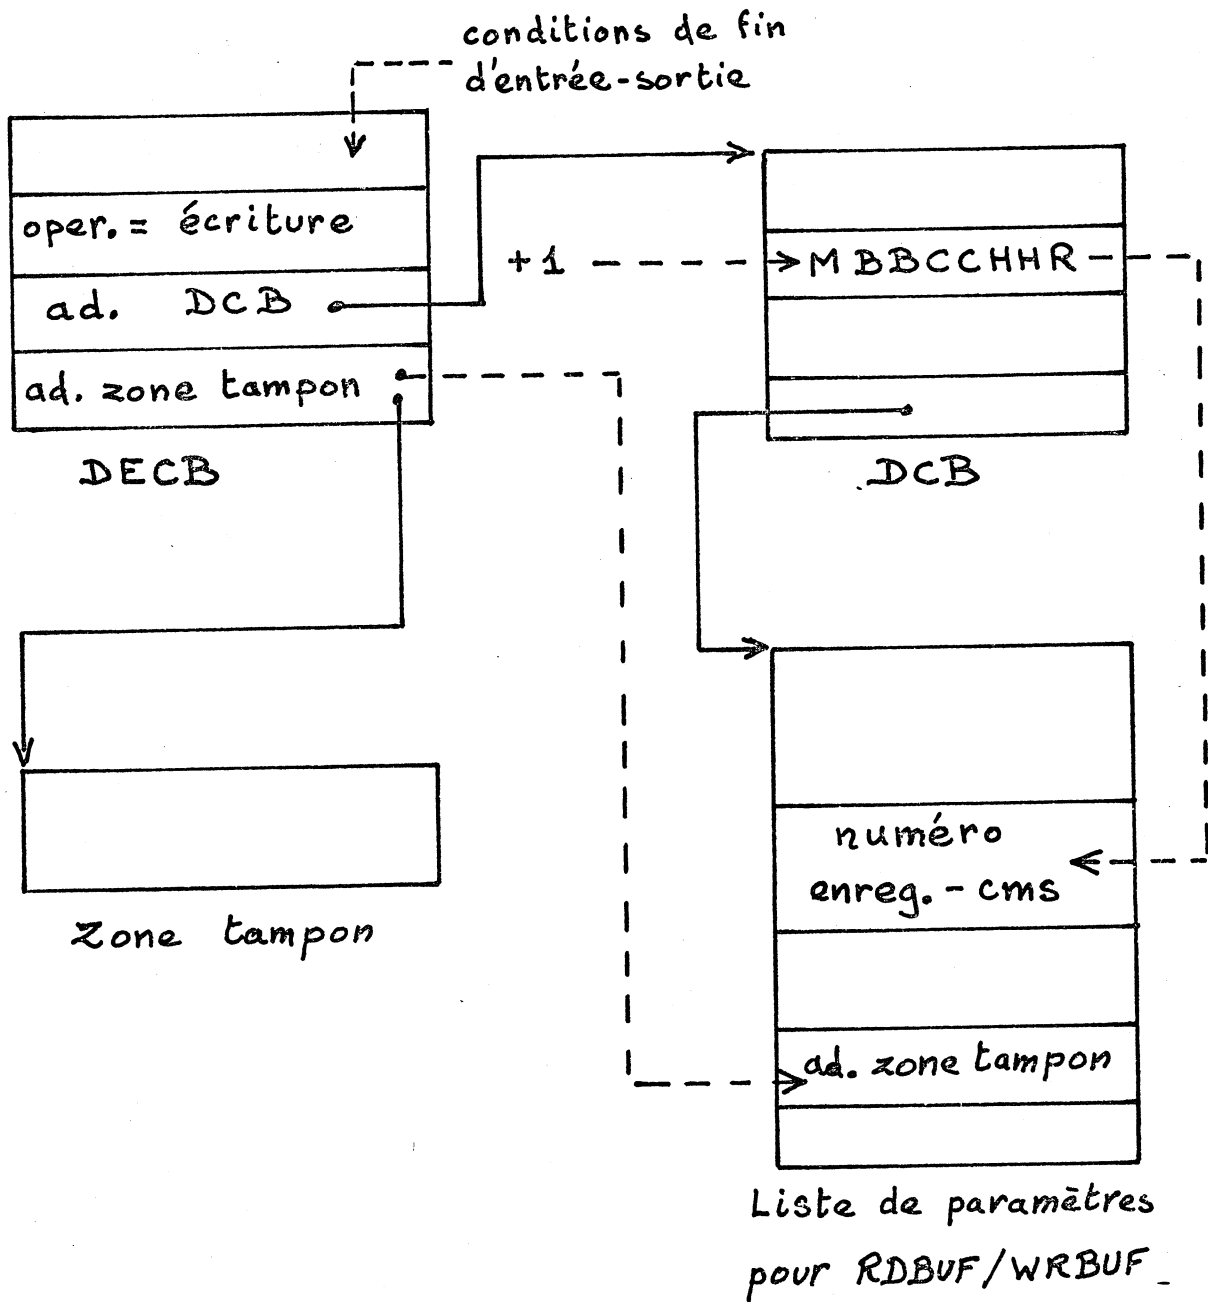 conditions de fin
d'entrée-sortie
oper. = écriture
ad. DCB
ad. zone tampon
DECB
+1
MBBCCHHR
DCB
zone tampon
numéro
enreg. - cms
ad. zone tampon
Liste de paramètres
pour RDBUF/WRBUF_